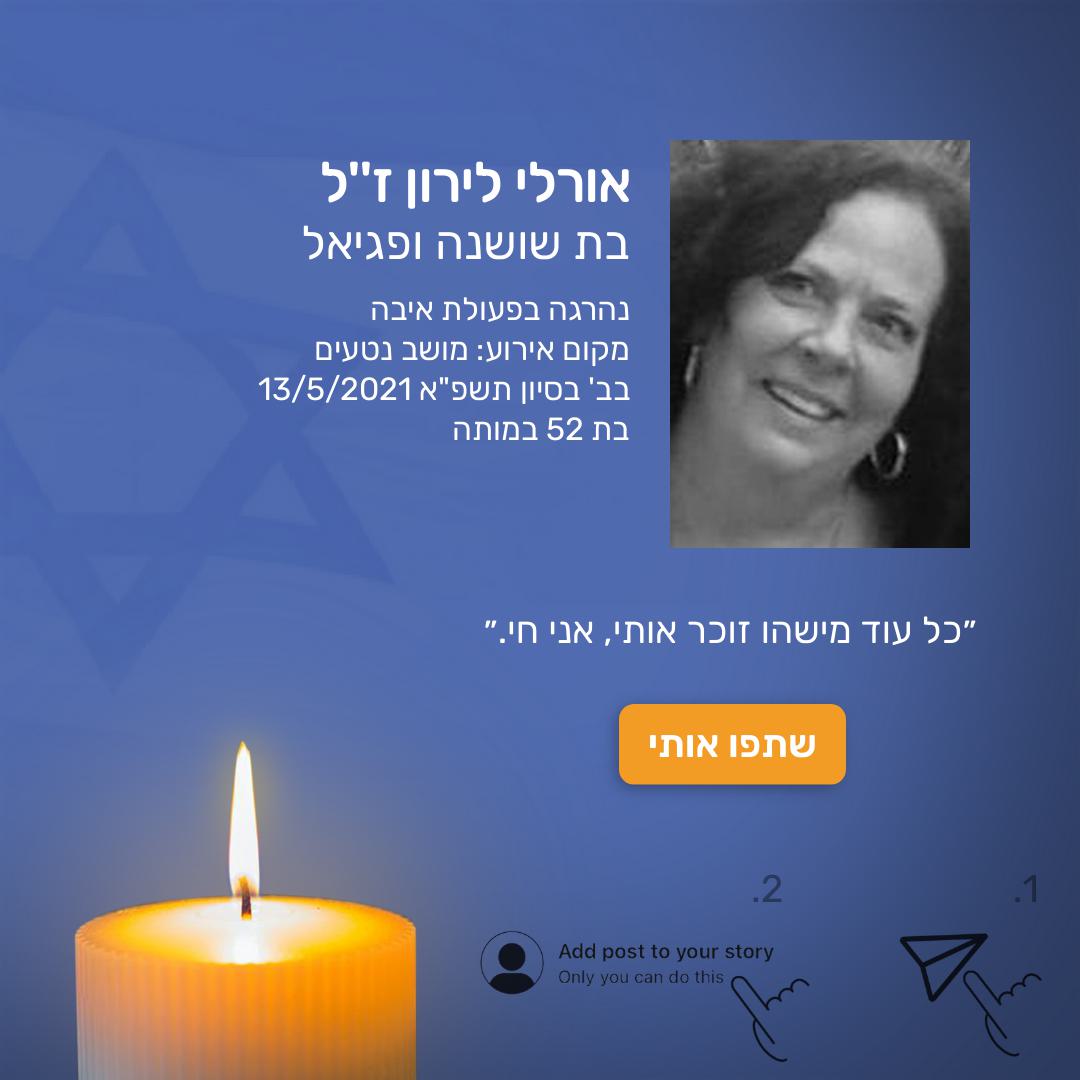 אורלי לירון ז"ל
בת שושנה ופגיאל
נהרגה בפעולת איבה
מקום אירוע: מושב נטעים
בב' בסיון תשפ"א 13/5/2021
בת 52 במותה
״כל עוד מישהו זוכר אותי, אני חי.״
שתפו אותי
1.
2.
Add post to your story
Only you can do this